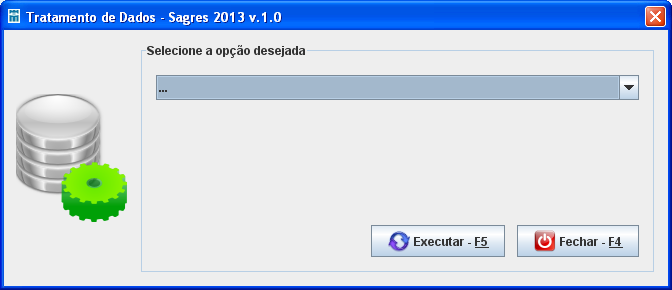 Tratamento de Dados - Sagres 2013 v.1.0
Selecione a opção desejada
...
Executar - F5
Fechar - F4